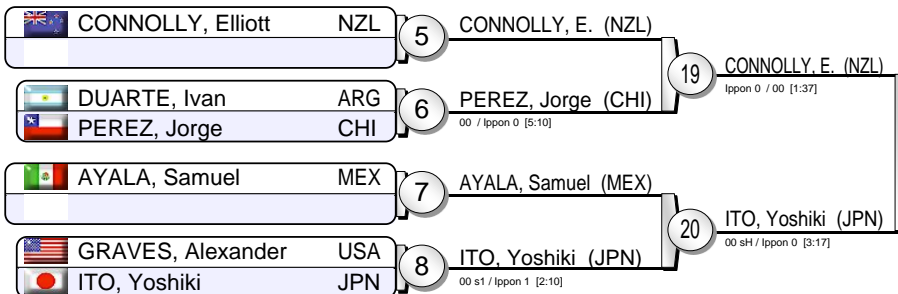 CONNOLLY, Elliott NZL
5
CONNOLLY, E. (NZL)
19
CONNOLLY, E. (NZL)
Ippon 0 / 00 [1:37]
DUARTE, Ivan ARG
PEREZ, Jorge CHI
6
PEREZ, Jorge (CHI)
00 / Ippon 0 [5:10]
AYALA, Samuel MEX
7
AYALA, Samuel (MEX)
20
ITO, Yoshiki (JPN)
00 sH / Ippon 0 [3:17]
GRAVES, Alexander USA
ITO, Yoshiki JPN
8
ITO, Yoshiki (JPN)
00 s1 / Ippon 1 [2:10]